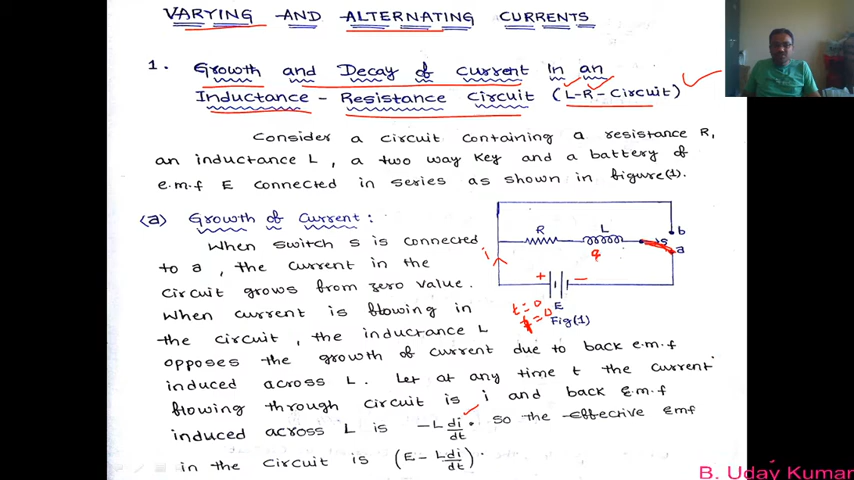 VARYING AND ALTERNATING CURRENTS
1. Growth and Decay of current In an
Inductance - Resistance Circuit (L-R-Circuit)
Consider a circuit containing a resistance R,
an inductance L, a two way key and a battery of
e.m.f E connected in series as shown in figure(1).
(a) Growth of Current:
When switch S is connected
to a, the current in the
circuit grows from zero value.
When current is flowing in
the circuit, the inductance L
opposes the growth of current due to back e.m.f
induced across L. Let at any time t the current
flowing through circuit is i and back e.m.f
induced across L is -L di/dt. so the effective emf
in the circuit is (E - L di/dt).
R
L
b
S
a
i
+
-
E
t=0
Fig(1)
B. Uday Kumar